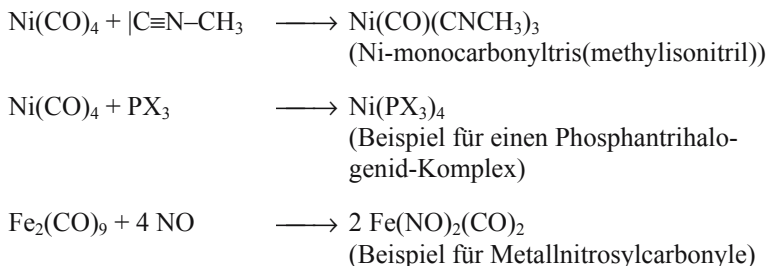 Ni(CO)₄ + |C≡N–CH₃ ⟶ Ni(CO)(CNCH₃)₃
(Ni-monocarbonyltris(methylisonitril))
Ni(CO)₄ + PX₃ ⟶ Ni(PX₃)₄
(Beispiel für einen Phosphantrihalo-
genid-Komplex)
Fe₂(CO)₉ + 4 NO ⟶ 2 Fe(NO)₂(CO)₂
(Beispiel für Metallnitrosylcarbonyle)